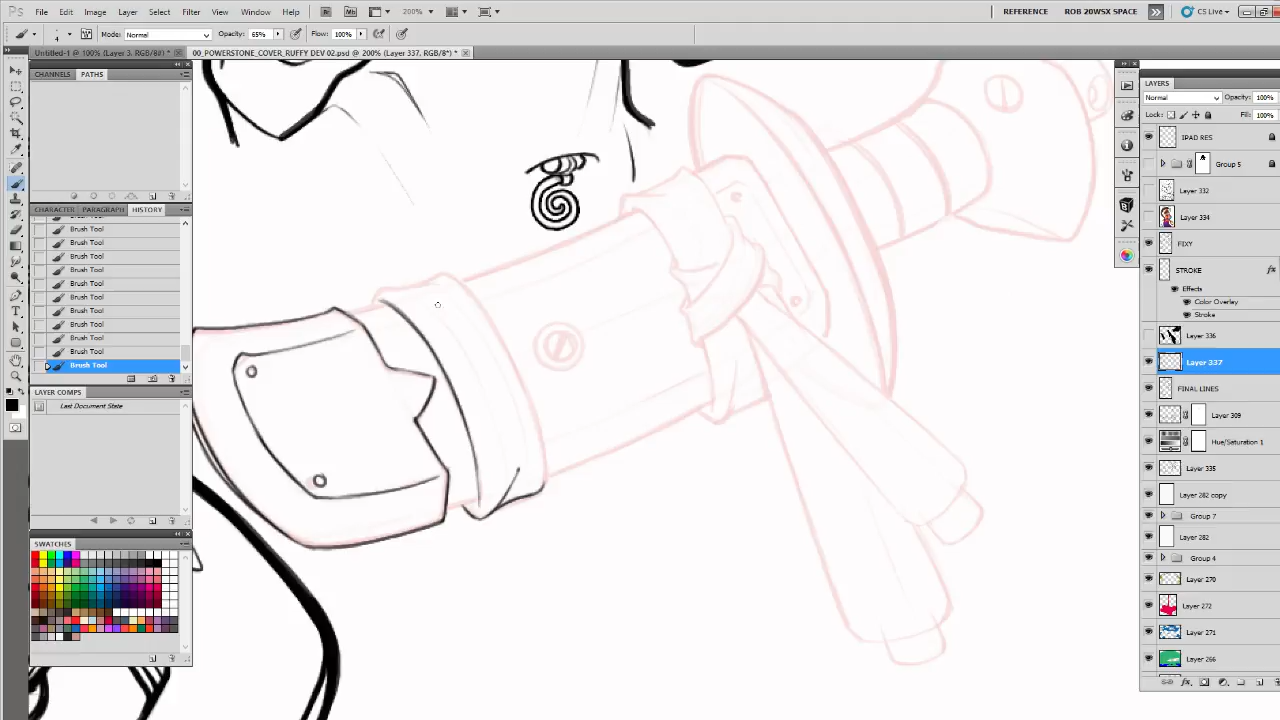 Ps File Edit Image Layer Select Filter Analysis 3D View Window Help Br Mb 200% REFERENCE ROB 20WSX SPACE CS Live
Mode: Normal Opacity: 65% Flow: 100%
Untitled-1 @ 100% (Layer 3, RGB/8#) * 00_POWERSTONE_COVER_RUFFY DEV 02.psd @ 200% (Layer 337, RGB/8*) *
CHANNELS PATHS
CHARACTER PARAGRAPH HISTORY
Brush Tool
Brush Tool
Brush Tool
Brush Tool
Brush Tool
Brush Tool
Brush Tool
Brush Tool
Brush Tool
Brush Tool
Brush Tool
LAYER COMPS
Last Document State
SWATCHES
LAYERS
Normal Opacity: 100%
Lock: Fill: 100%
IPAD RES
Group 5
Layer 332
Layer 334
FIXY
STROKE fx
Effects
Color Overlay
Stroke
Layer 336
Layer 337
FINAL LINES
Layer 309
Hue/Saturation 1
Layer 335
Layer 282 copy
Group 7
Layer 282
Group 4
Layer 270
Layer 272
Layer 271
Layer 266